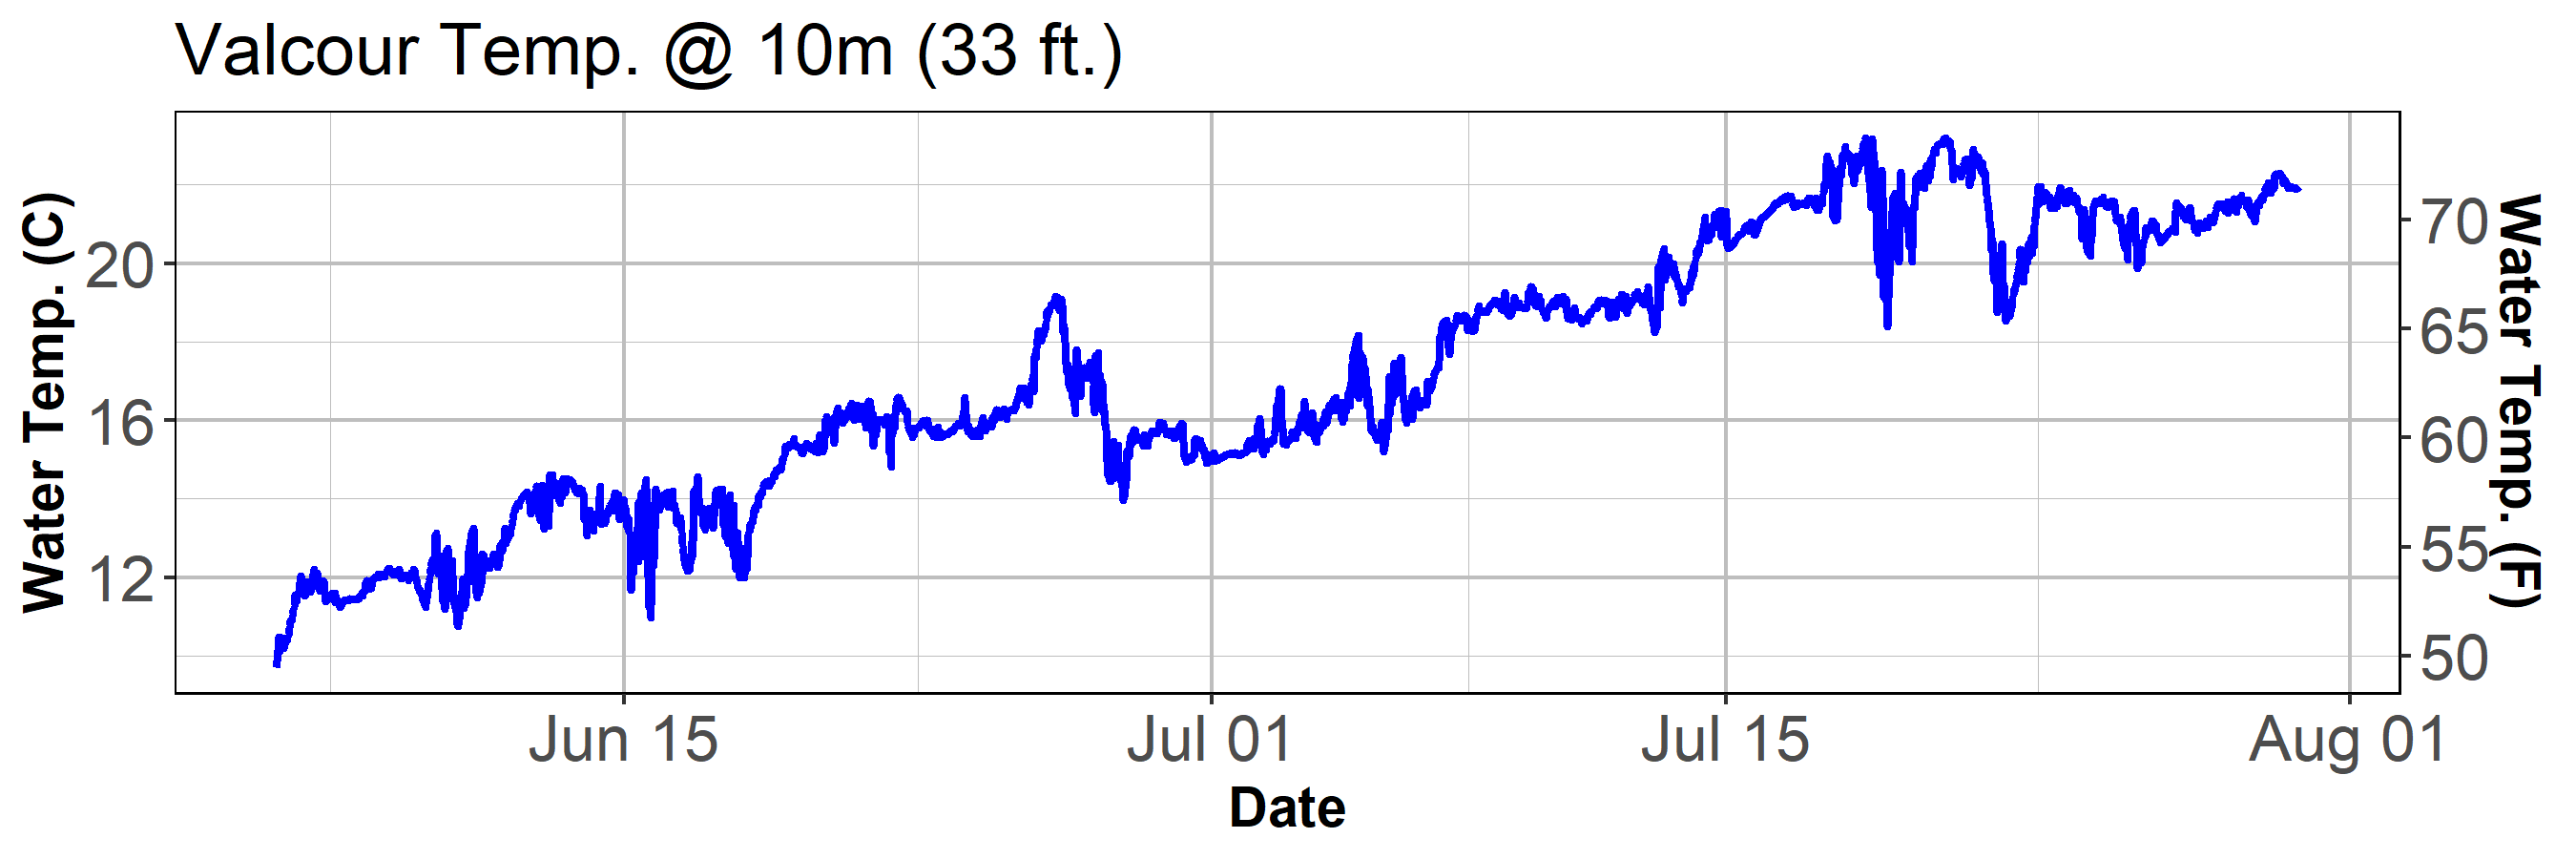 Valcour Temp. @ 10m (33 ft.)
Water Temp. (C)
20
16
12
70
65
60
55
50
Water Temp. (F)
Jun 15
Jul 01
Jul 15
Aug 01
Date